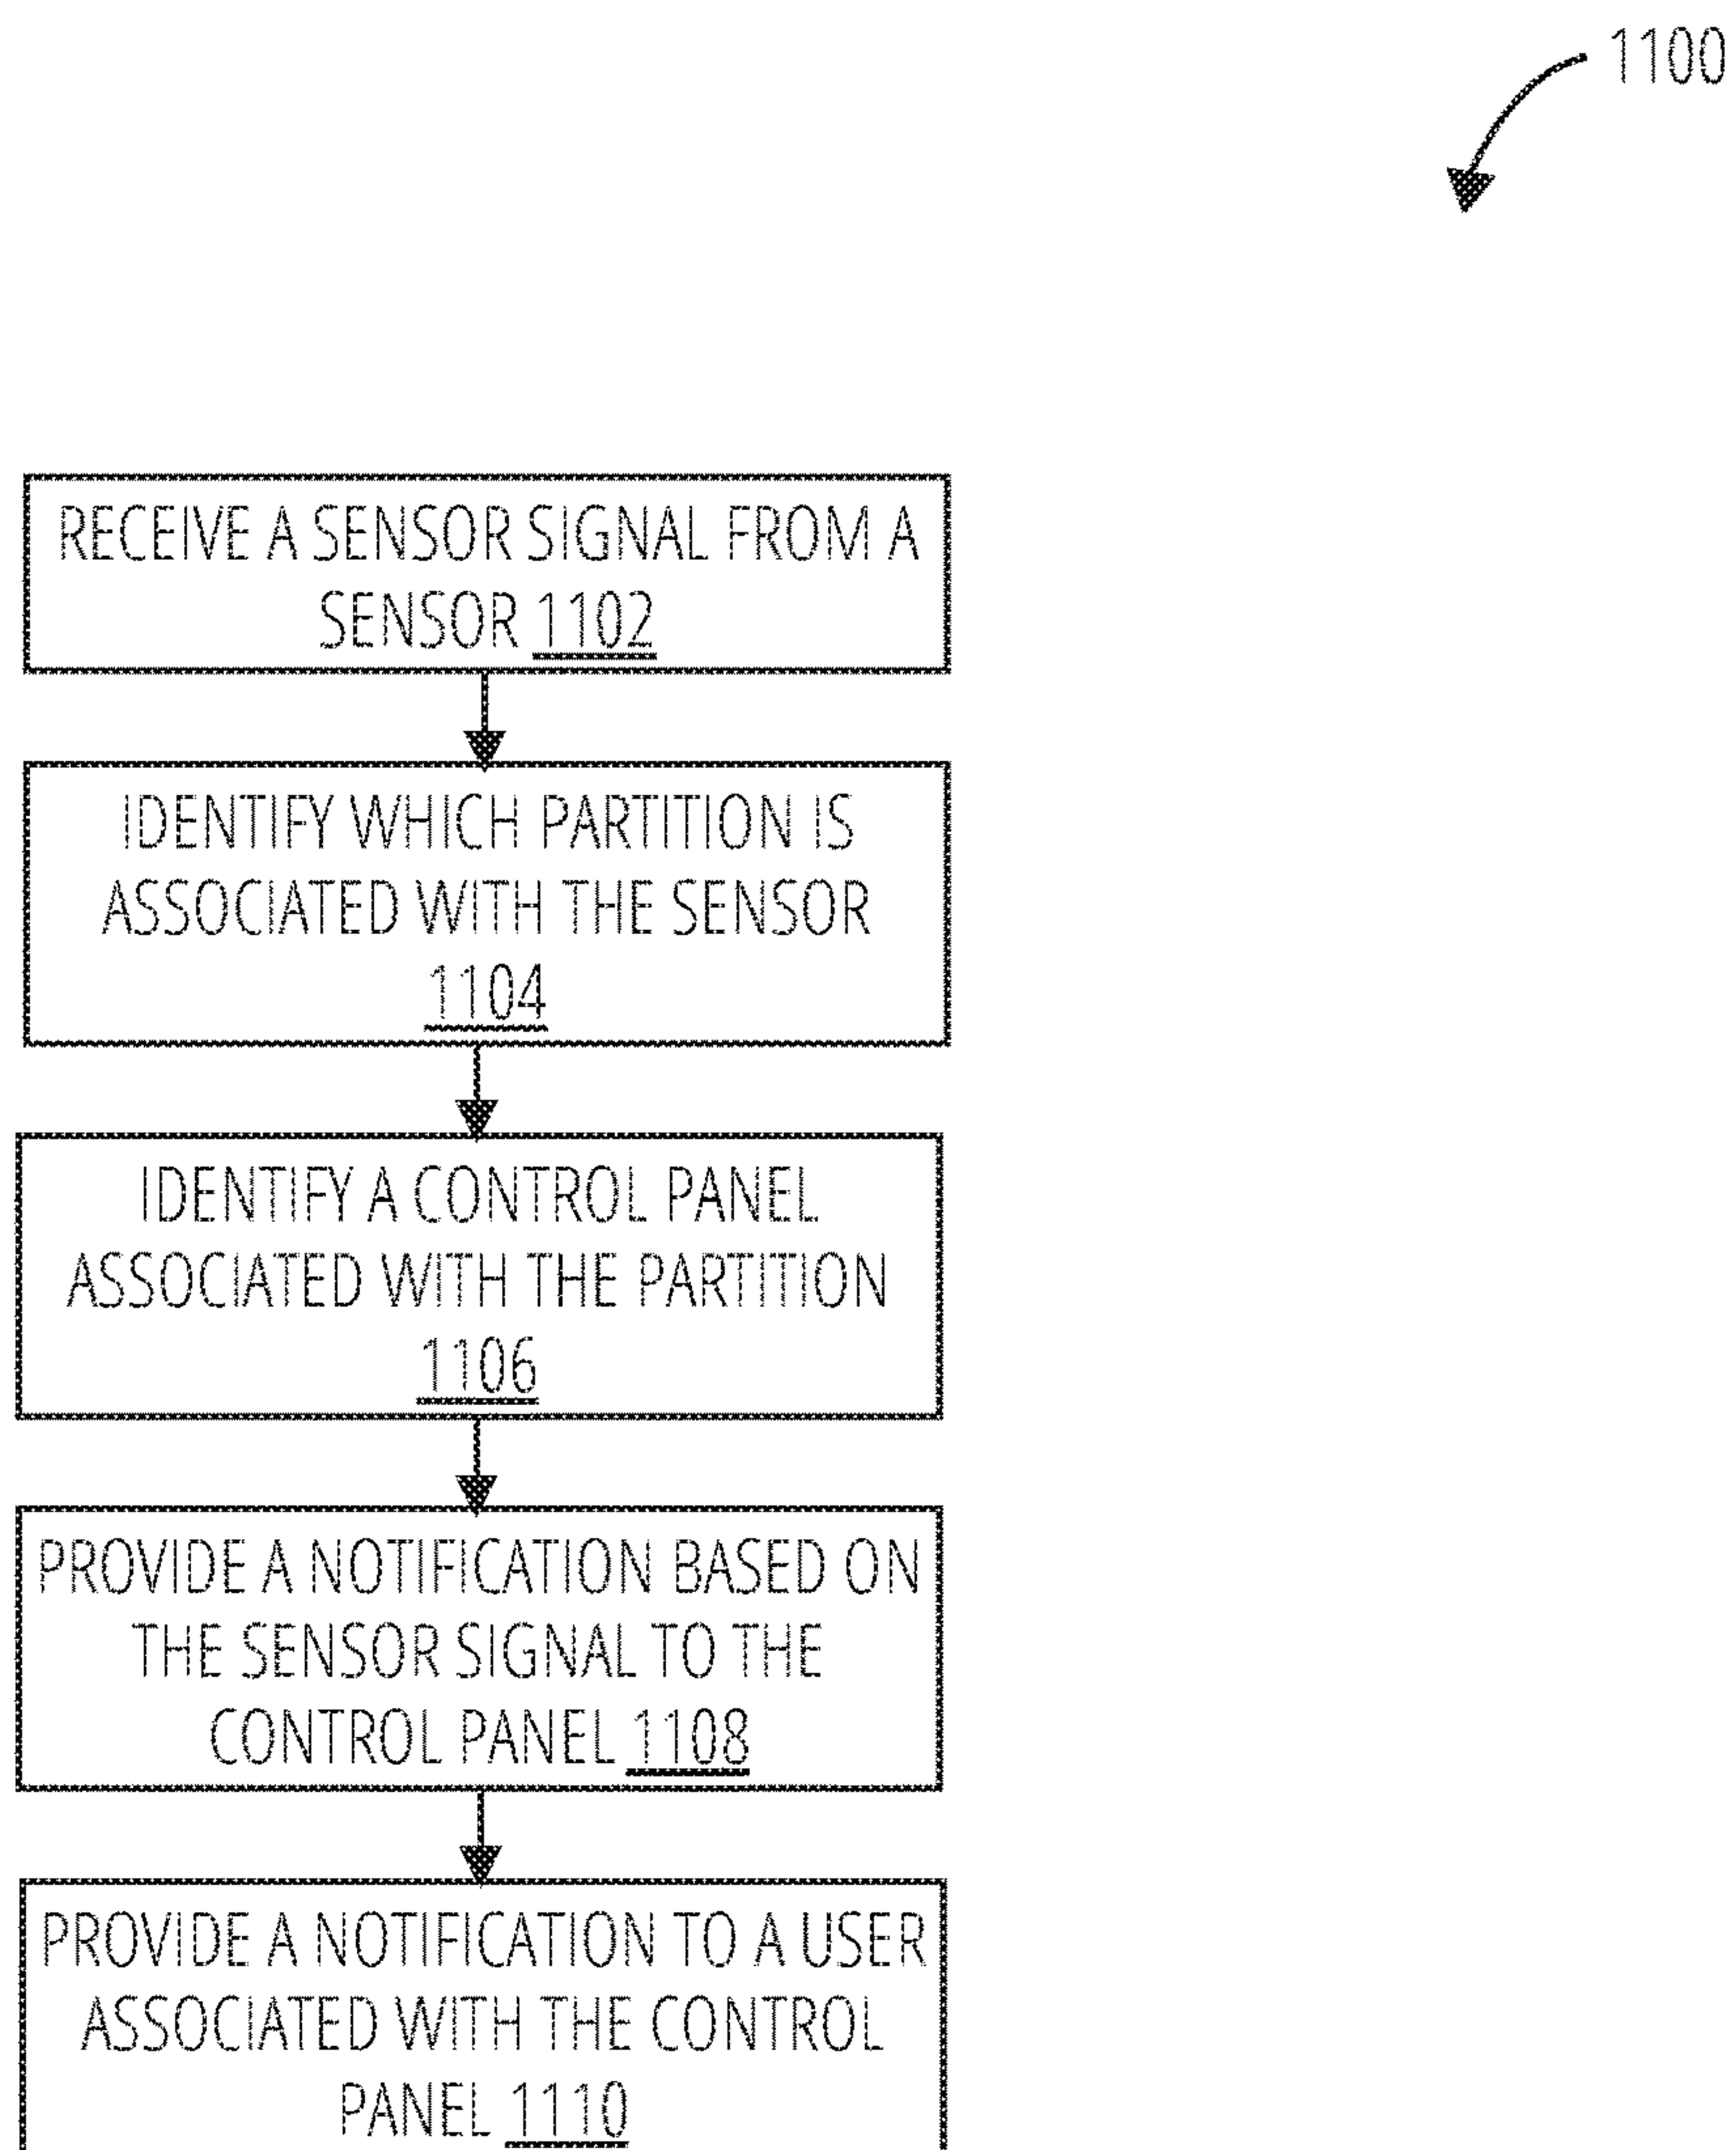 1100
RECEIVE A SENSOR SIGNAL FROM A
SENSOR 1102
IDENTIFY WHICH PARTITION IS
ASSOCIATED WITH THE SENSOR
1104
IDENTIFY A CONTROL PANEL
ASSOCIATED WITH THE PARTITION
1106
PROVIDE A NOTIFICATION BASED ON
THE SENSOR SIGNAL TO THE
CONTROL PANEL 1108
PROVIDE A NOTIFICATION TO A USER
ASSOCIATED WITH THE CONTROL
PANEL 1110